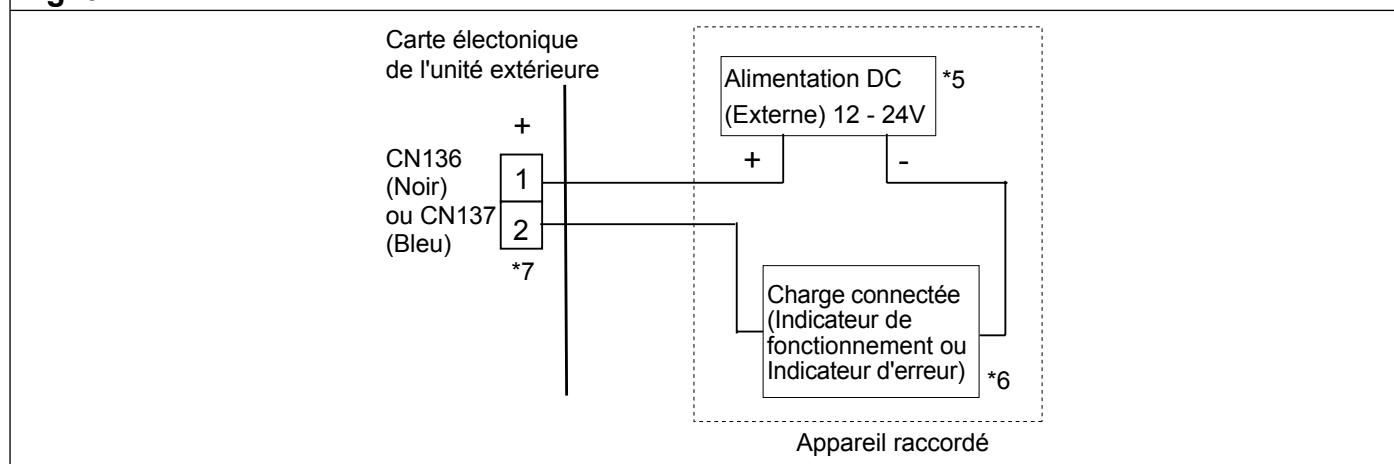 Carte électonique
de l'unité extérieure
+
CN136
(Noir)
ou CN137
(Bleu)
1
2
*7
Alimentation DC
(Externe) 12 - 24V
*5
+
-
Charge connectée
(Indicateur de
fonctionnement ou
Indicateur d'erreur)
*6
Appareil raccordé